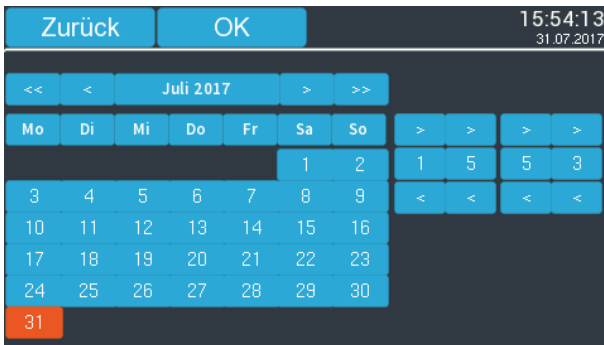 Zurück OK 15:54:13
31.07.2017
<< < Juli 2017 > >>
Mo Di Mi Do Fr Sa So > > > >
1 2 1 5 5 3
3 4 5 6 7 8 9 < < < <
10 11 12 13 14 15 16
17 18 19 20 21 22 23
24 25 26 27 28 29 30
31